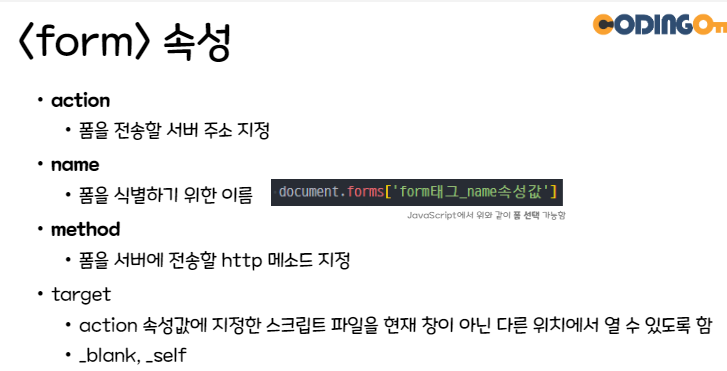 <form> 속성
CODINGOn
• action
• 폼을 전송할 서버 주소 지정
• name
• 폼을 식별하기 위한 이름
document.forms['form태그_name속성값']
JavaScript에서 위와 같이 폼 선택 가능함
• method
• 폼을 서버에 전송할 http 메소드 지정
• target
• action 속성값에 지정한 스크립트 파일을 현재 창이 아닌 다른 위치에서 열 수 있도록 함
• _blank, _self